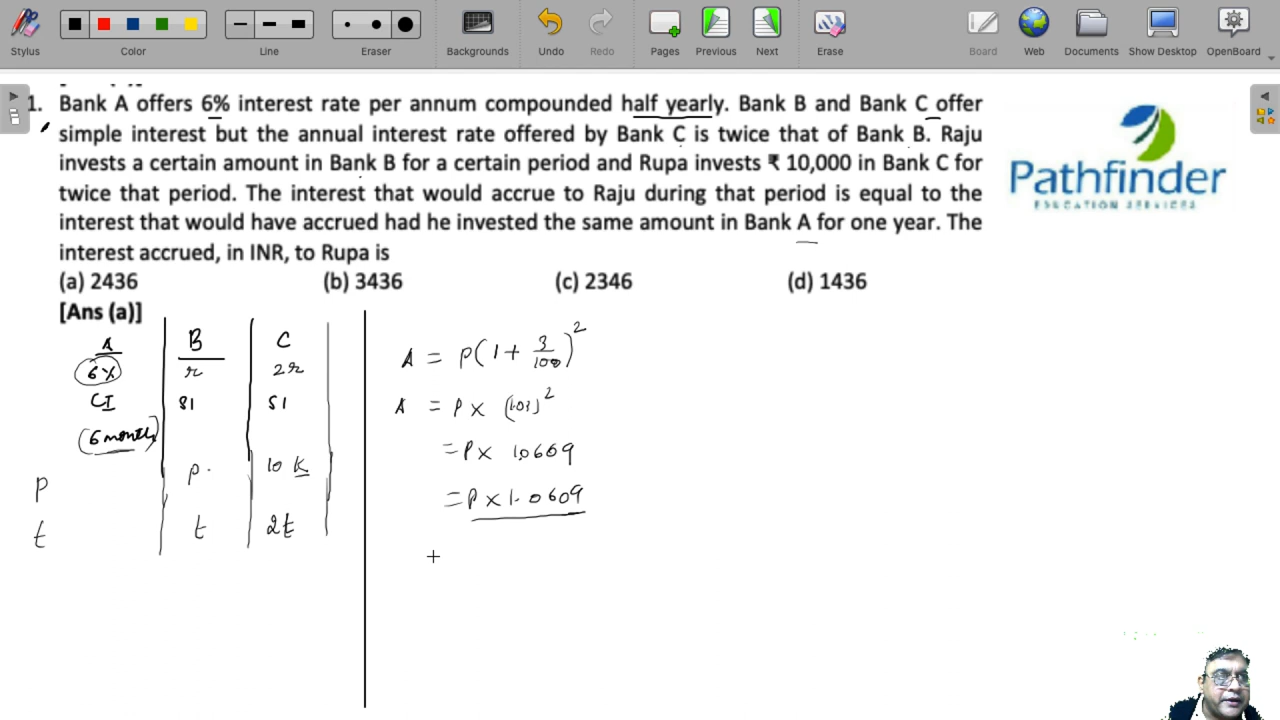 Stylus
Color
Line
Eraser
Backgrounds
Undo
Redo
Pages
Previous
Next
Erase
Board
Web
Documents
Show Desktop
OpenBoard
1. Bank A offers 6% interest rate per annum compounded half yearly. Bank B and Bank C offer
simple interest but the annual interest rate offered by Bank C is twice that of Bank B. Raju
invests a certain amount in Bank B for a certain period and Rupa invests ₹ 10,000 in Bank C for
twice that period. The interest that would accrue to Raju during that period is equal to the
interest that would have accrued had he invested the same amount in Bank A for one year. The
interest accrued, in INR, to Rupa is
(a) 2436 (b) 3436 (c) 2346 (d) 1436
[Ans (a)]
Pathfinder
EDUCATION SERVICES
A B C
6% r 2r
CI SI SI
(6 month)
P P. 10 K
t t 2t
A = P(1 + 3/100)^2
A = P x (1.03)^2
= P x 1.0609
= P x 1.0609